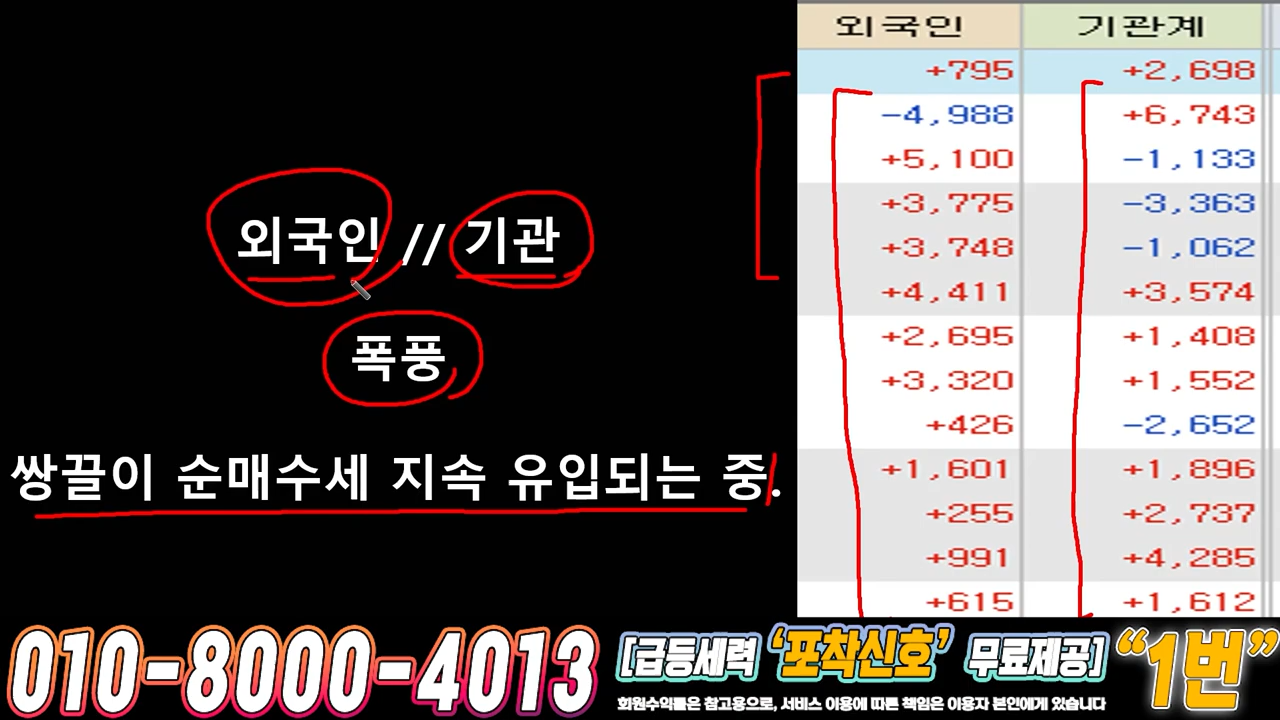 외국인 // 기관
폭풍
쌍끌이 순매수세 지속 유입되는 중.
외국인 기관계
+795 +2,698
-4,988 +6,743
+5,100 -1,133
+3,775 -3,363
+3,748 -1,062
+4,411 +3,574
+2,695 +1,408
+3,320 +1,552
+426 -2,652
+1,601 +1,896
+255 +2,737
+991 +4,285
+615 +1,612
010-8000-4013
[급등세력 '포착신호' 무료제공] "1번"
회원수익률은 참고용으로, 서비스 이용에 따른 책임은 이용자 본인에게 있습니다